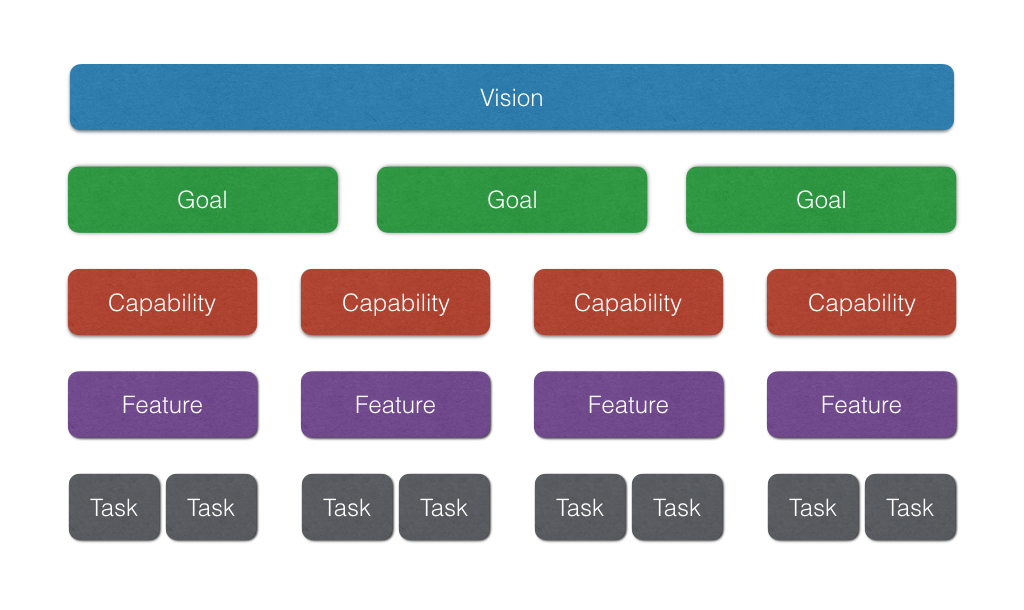 Vision
Goal Goal Goal
Capability Capability Capability Capability
Feature Feature Feature Feature
Task Task Task Task Task Task Task Task